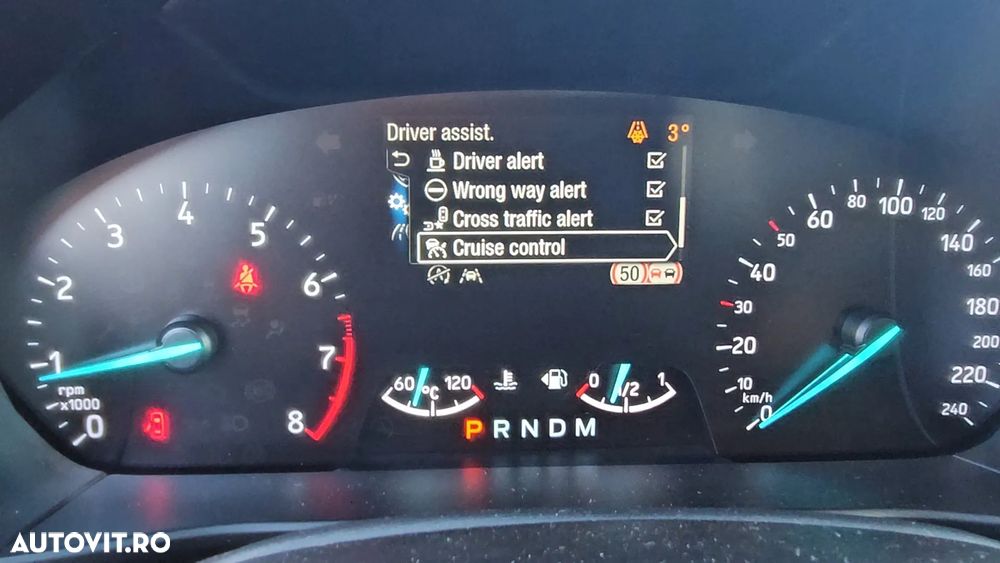 Driver assist.
3°
Driver alert
Wrong way alert
Cross traffic alert
Cruise control
50
0
1
2
3
4
5
6
7
8
rpm
x1000
60 °C 120
0 1/2 1
P R N D M
0
10
20
30
40
50
60
80
100
120
140
160
180
200
220
240
km/h
AUTOVIT.RO